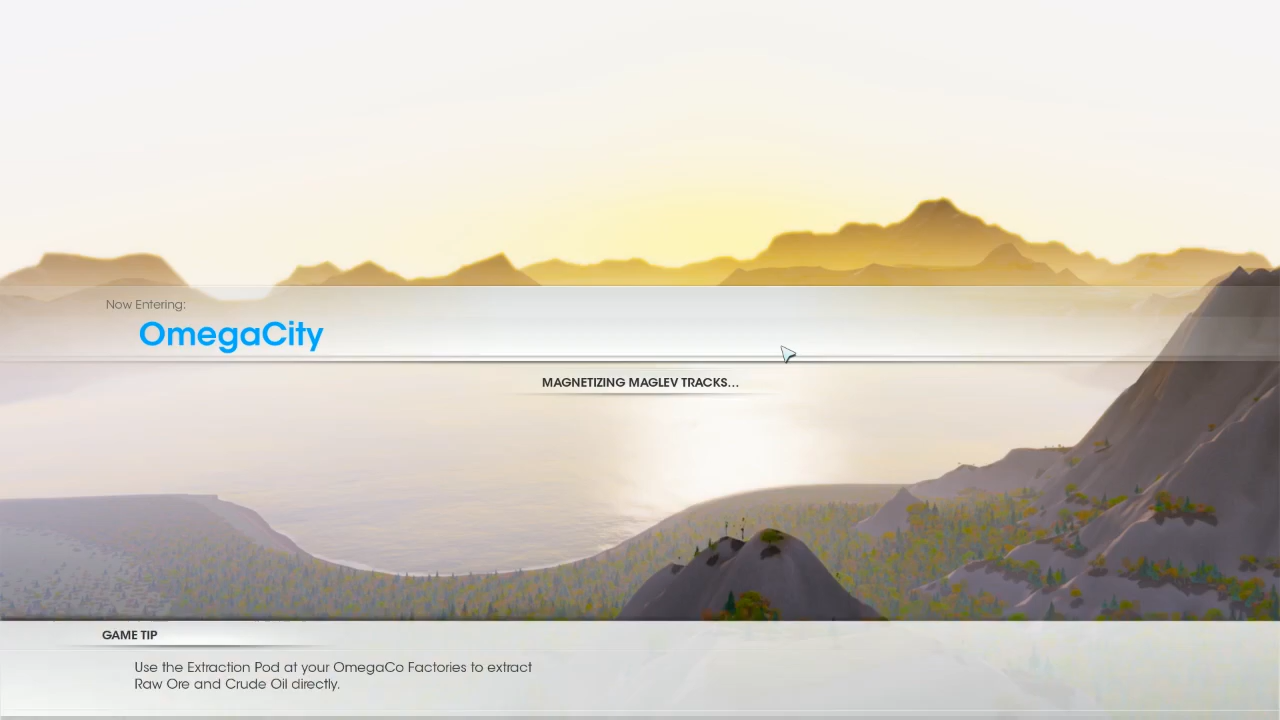 Now Entering:
OmegaCity
MAGNETIZING MAGLEV TRACKS...
GAME TIP
Use the Extraction Pod at your OmegaCo Factories to extract
Raw Ore and Crude Oil directly.